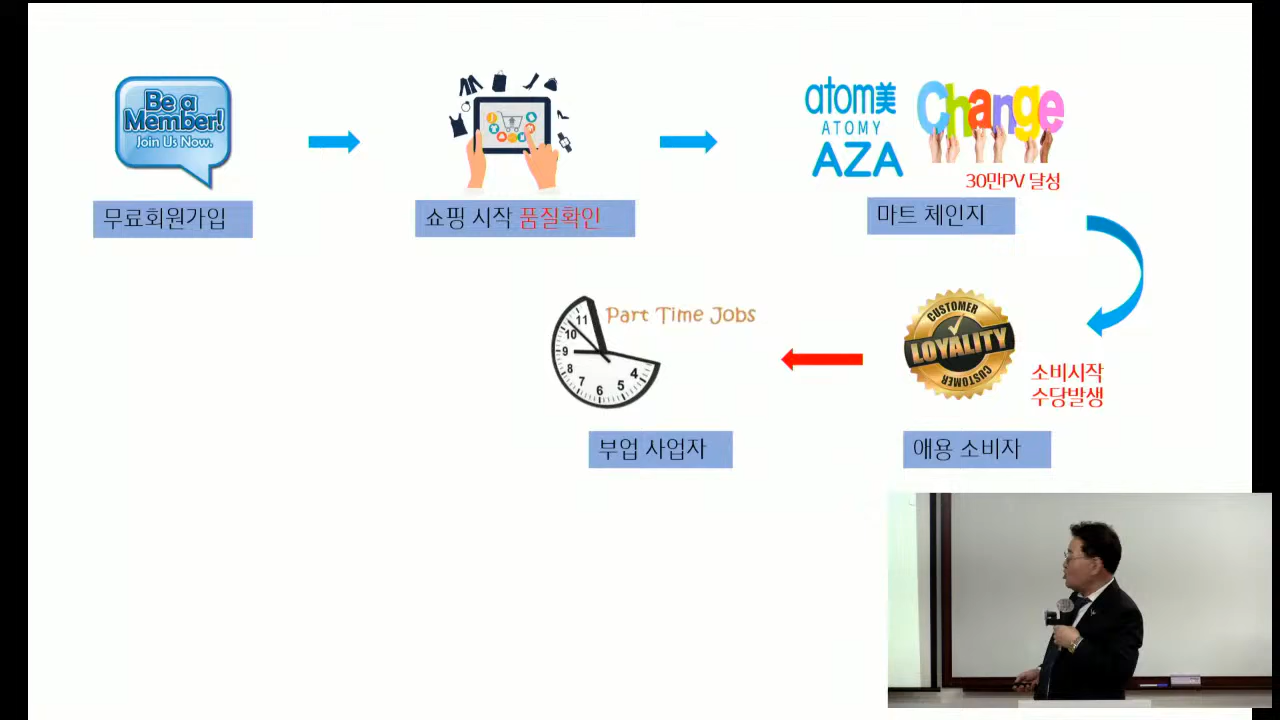 Be a
Member!
Join Us Now.
무료회원가입
쇼핑 시작 품질확인
atom美
ATOMY
AZA
Change
30만PV 달성
마트 체인지
CUSTOMER
LOYALITY
CUSTOMER
소비시작
수당발생
애용 소비자
Part Time Jobs
11
10
9
8
7
6
5
4
부업 사업자